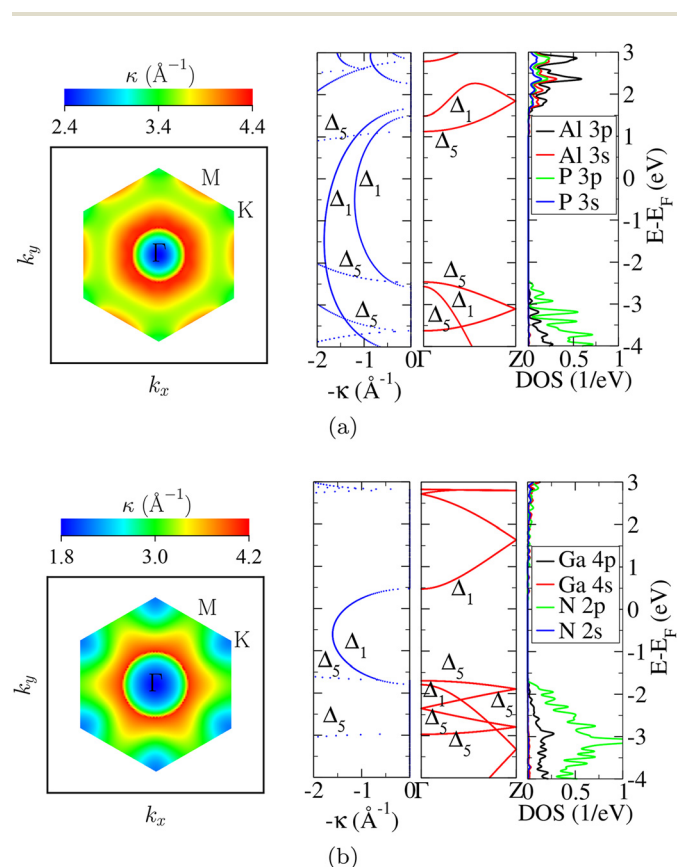 κ (Å⁻¹)
2.4 3.4 4.4
M
K
Γ
k_y
k_x
Δ₅
Δ₁
Δ₁
Δ₅
Δ₅
-2 -1 0
-κ (Å⁻¹)
Δ₁
Δ₅
Δ₅
Δ₁
Δ₅
Γ Z
Al 3p
Al 3s
P 3p
P 3s
0 0.5 1
DOS (1/eV)
3
2
1
0
-1
-2
-3
-4
E-E_F (eV)
(a)
κ (Å⁻¹)
1.8 3.0 4.2
M
K
Γ
k_y
k_x
Δ₁
Δ₅
Δ₅
-2 -1 0
-κ (Å⁻¹)
Δ₁
Δ₅
Δ₁
Δ₅
Δ₅
Δ₅
Γ Z
Ga 4p
Ga 4s
N 2p
N 2s
0 0.5 1
DOS (1/eV)
3
2
1
0
-1
-2
-3
-4
E-E_F (eV)
(b)